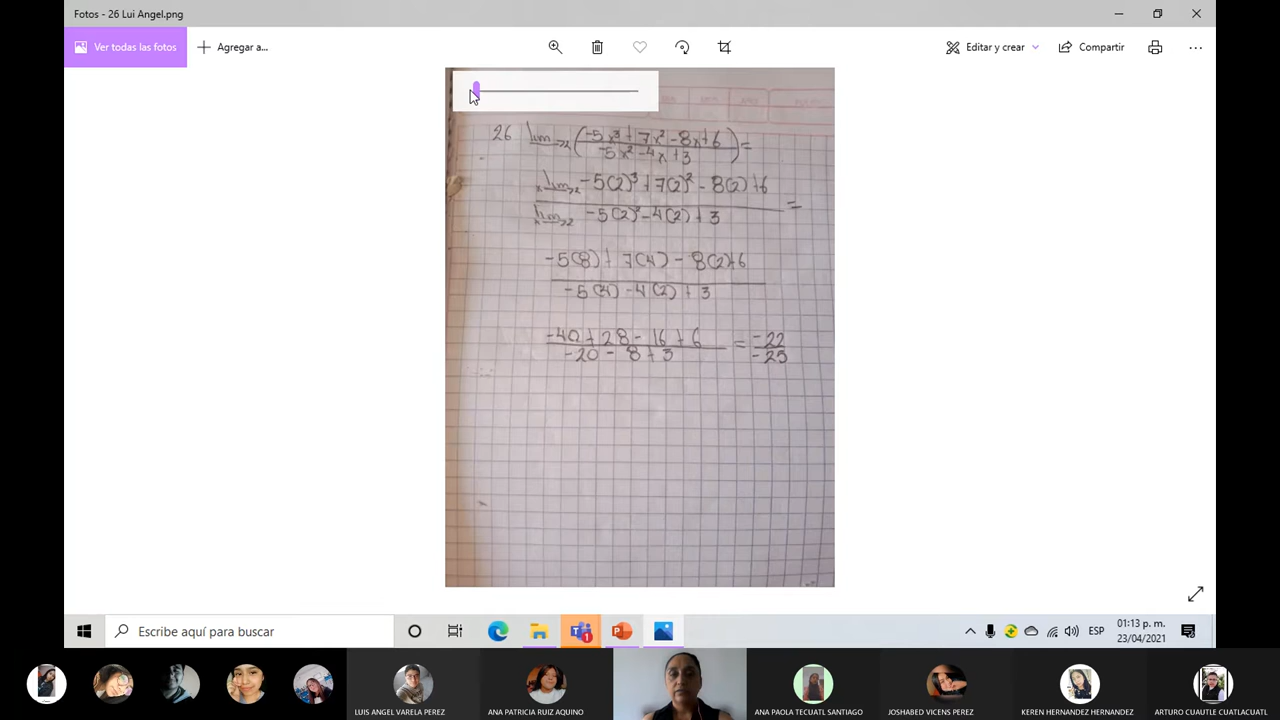 Fotos - 26 Lui Angel.png
Ver todas las fotos
Agregar a...
Editar y crear
Compartir
26 lim x→2 (-5x³+7x²-8x+6 / -5x²-4x+3) =
lim x→2 -5(2)³+7(2)²-8(2)+6
=
lim x→2 -5(2)²-4(2)+3
-5(8)+7(4)-8(2)+6
-5(4)-4(2)+3
-40+28-16+6 = -22
-20-8+3 -25
Escribe aquí para buscar
1
ESP
01:13 p. m.
23/04/2021
LUIS ANGEL VARELA PEREZ
ANA PATRICIA RUIZ AQUINO
ANA PAOLA TECUATL SANTIAGO
JOSHABED VICENS PEREZ
KEREN HERNANDEZ HERNANDEZ
ARTURO CUAUTLE CUATLACUATL